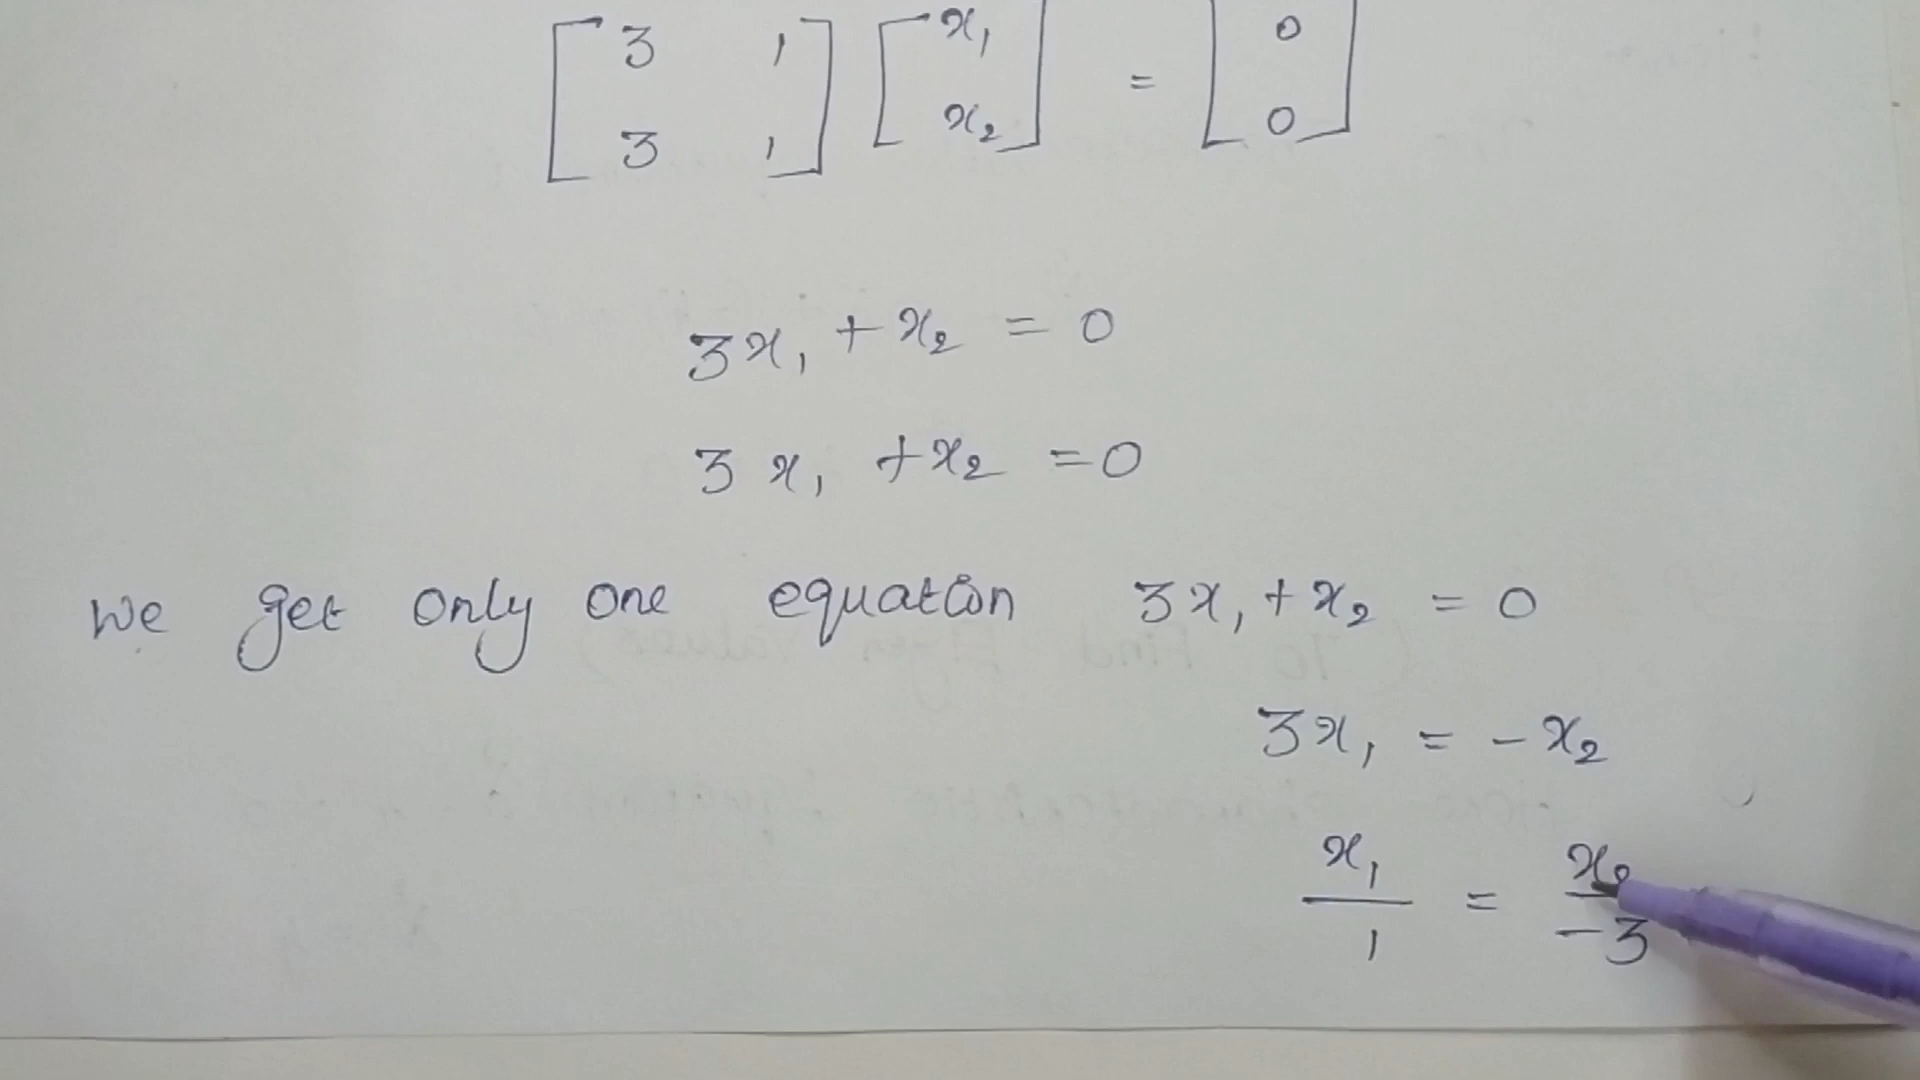 [3 1] [x₁] = [0]
[3 1] [x₂] [0]
3x₁ + x₂ = 0
3x₁ + x₂ = 0
We get only one equation 3x₁ + x₂ = 0
3x₁ = -x₂
x₁/1 = x₂/-3